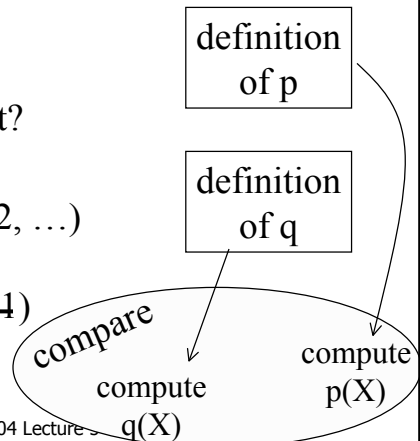 definition
of p
t?
definition
of q
2, …)
4)
compare
compute
p(X)
compute
q(X)
04 Lecture